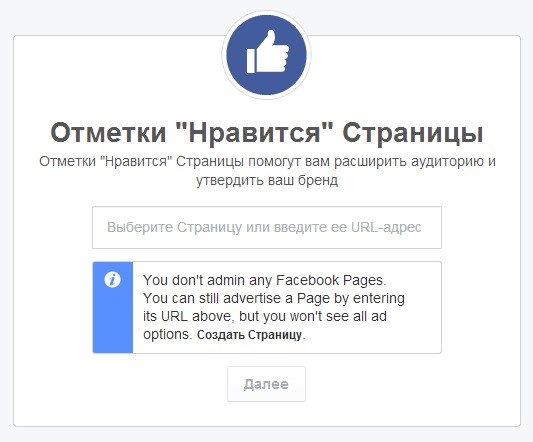 Отметки "Нравится" Страницы
Отметки "Нравится" Страницы помогут вам расширить аудиторию и
утвердить ваш бренд
Выберите Страницу или введите ее URL-адрес
You don't admin any Facebook Pages.
You can still advertise a Page by entering
its URL above, but you won't see all ad
options. Создать Страницу.
Далее